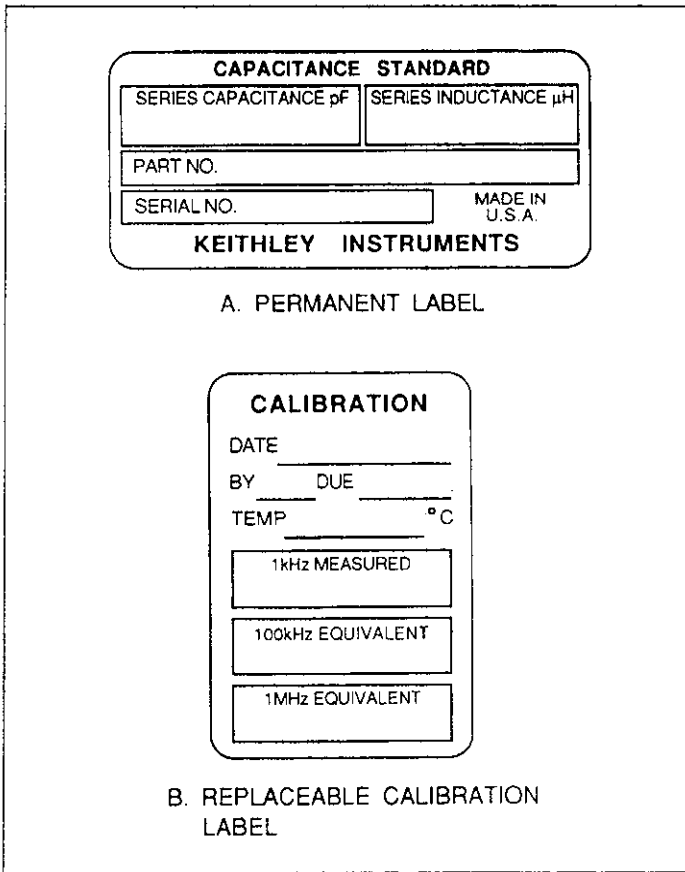 CAPACITANCE STANDARD
SERIES CAPACITANCE pF
SERIES INDUCTANCE µH
PART NO.
SERIAL NO.
MADE IN
U.S.A.
KEITHLEY INSTRUMENTS
A. PERMANENT LABEL
CALIBRATION
DATE
BY DUE
TEMP °C
1kHz MEASURED
100kHz EQUIVALENT
1MHz EQUIVALENT
B. REPLACEABLE CALIBRATION
LABEL